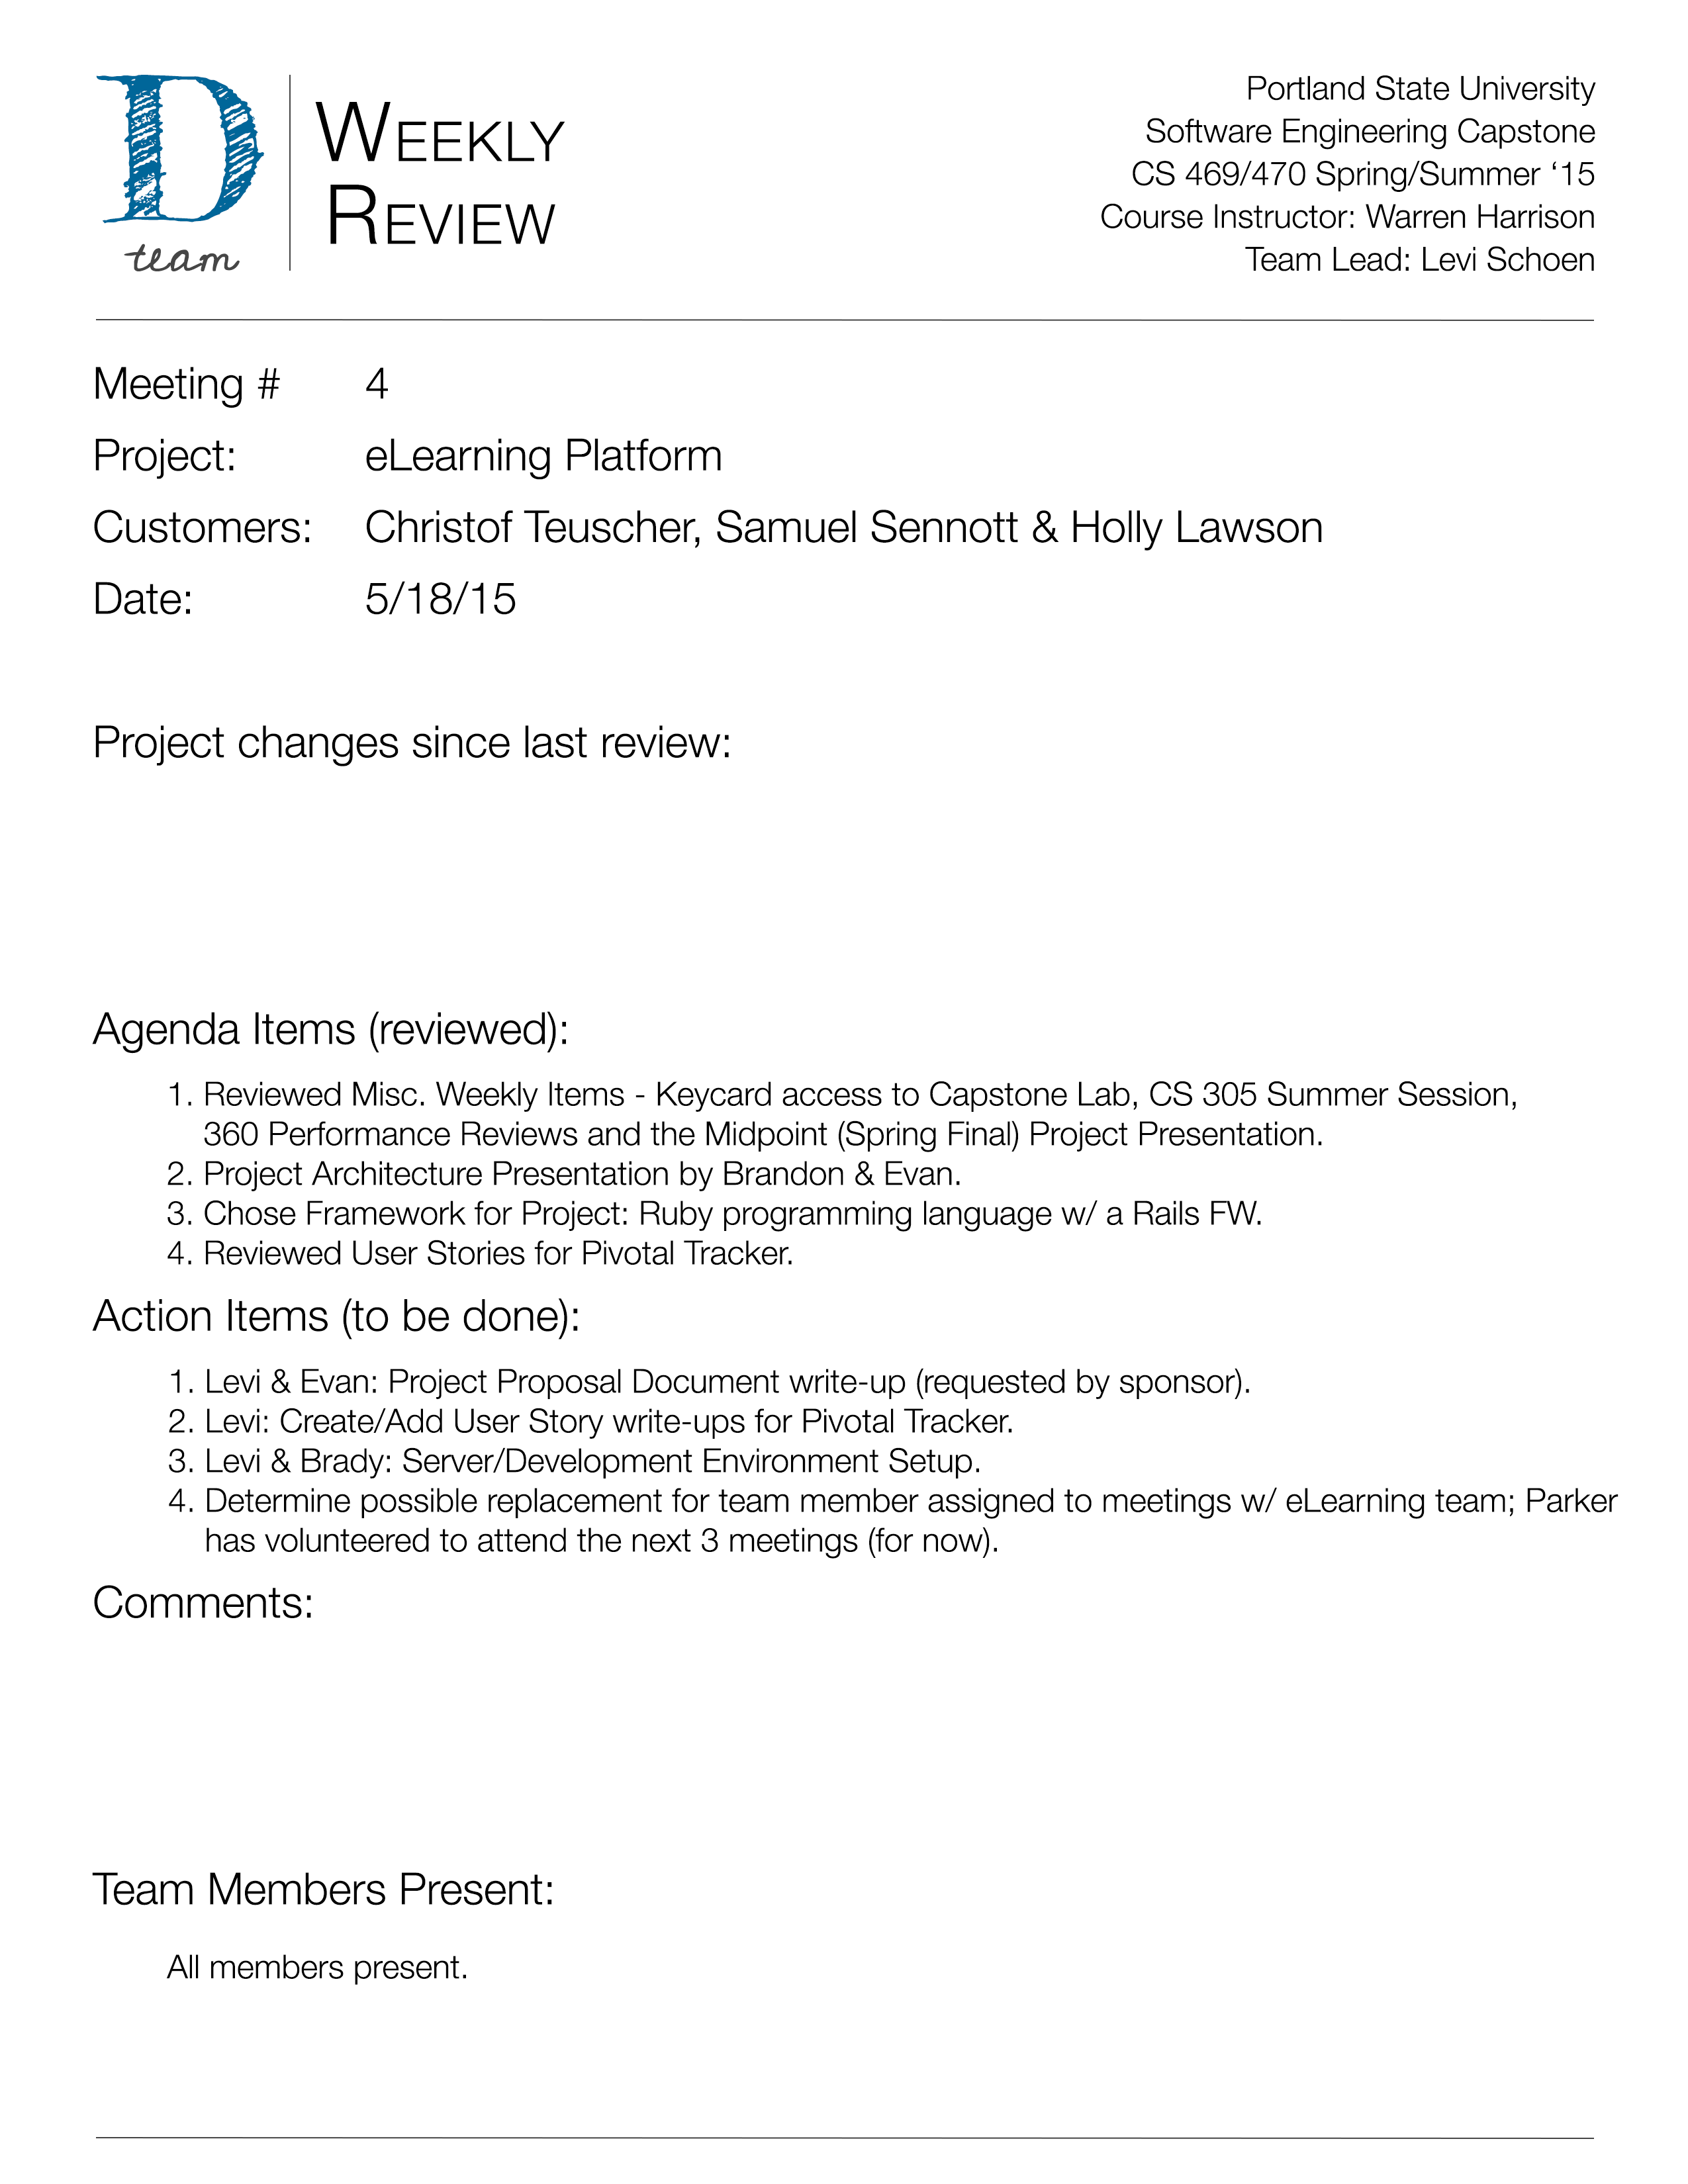 D
team
WEEKLY
REVIEW
Portland State University
Software Engineering Capstone
CS 469/470 Spring/Summer ‘15
Course Instructor: Warren Harrison
Team Lead: Levi Schoen
Meeting # 4
Project: eLearning Platform
Customers: Christof Teuscher, Samuel Sennott & Holly Lawson
Date: 5/18/15
Project changes since last review:
Agenda Items (reviewed):
1. Reviewed Misc. Weekly Items - Keycard access to Capstone Lab, CS 305 Summer Session,
360 Performance Reviews and the Midpoint (Spring Final) Project Presentation.
2. Project Architecture Presentation by Brandon & Evan.
3. Chose Framework for Project: Ruby programming language w/ a Rails FW.
4. Reviewed User Stories for Pivotal Tracker.
Action Items (to be done):
1. Levi & Evan: Project Proposal Document write-up (requested by sponsor).
2. Levi: Create/Add User Story write-ups for Pivotal Tracker.
3. Levi & Brady: Server/Development Environment Setup.
4. Determine possible replacement for team member assigned to meetings w/ eLearning team; Parker
has volunteered to attend the next 3 meetings (for now).
Comments:
Team Members Present:
All members present.